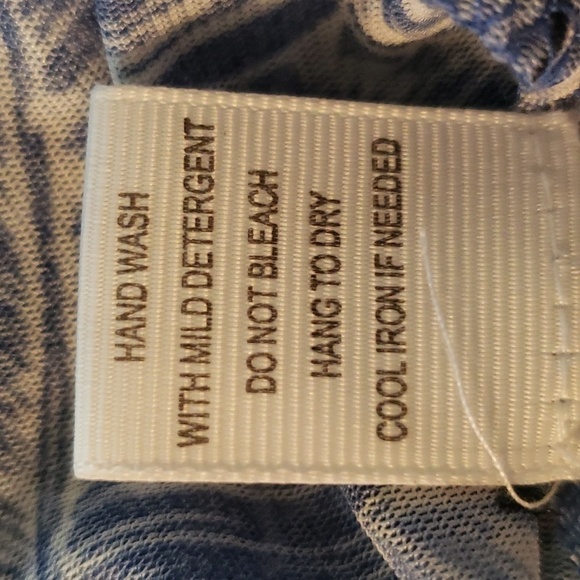 HAND WASH
WITH MILD DETERGENT
DO NOT BLEACH
HANG TO DRY
COOL IRON IF NEEDED